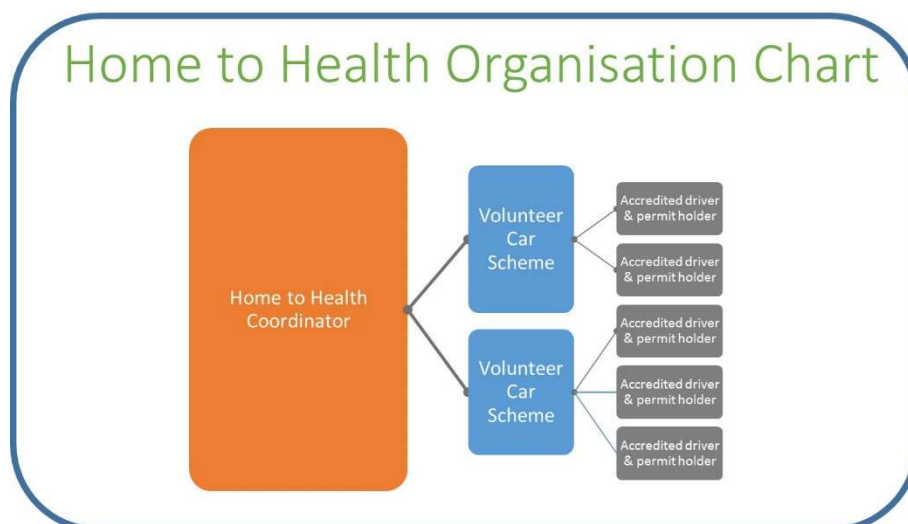 Home to Health Organisation Chart
Home to Health
Coordinator
Volunteer
Car
Scheme
Accredited driver
& permit holder
Accredited driver
& permit holder
Volunteer
Car
Scheme
Accredited driver
& permit holder
Accredited driver
& permit holder
Accredited driver
& permit holder